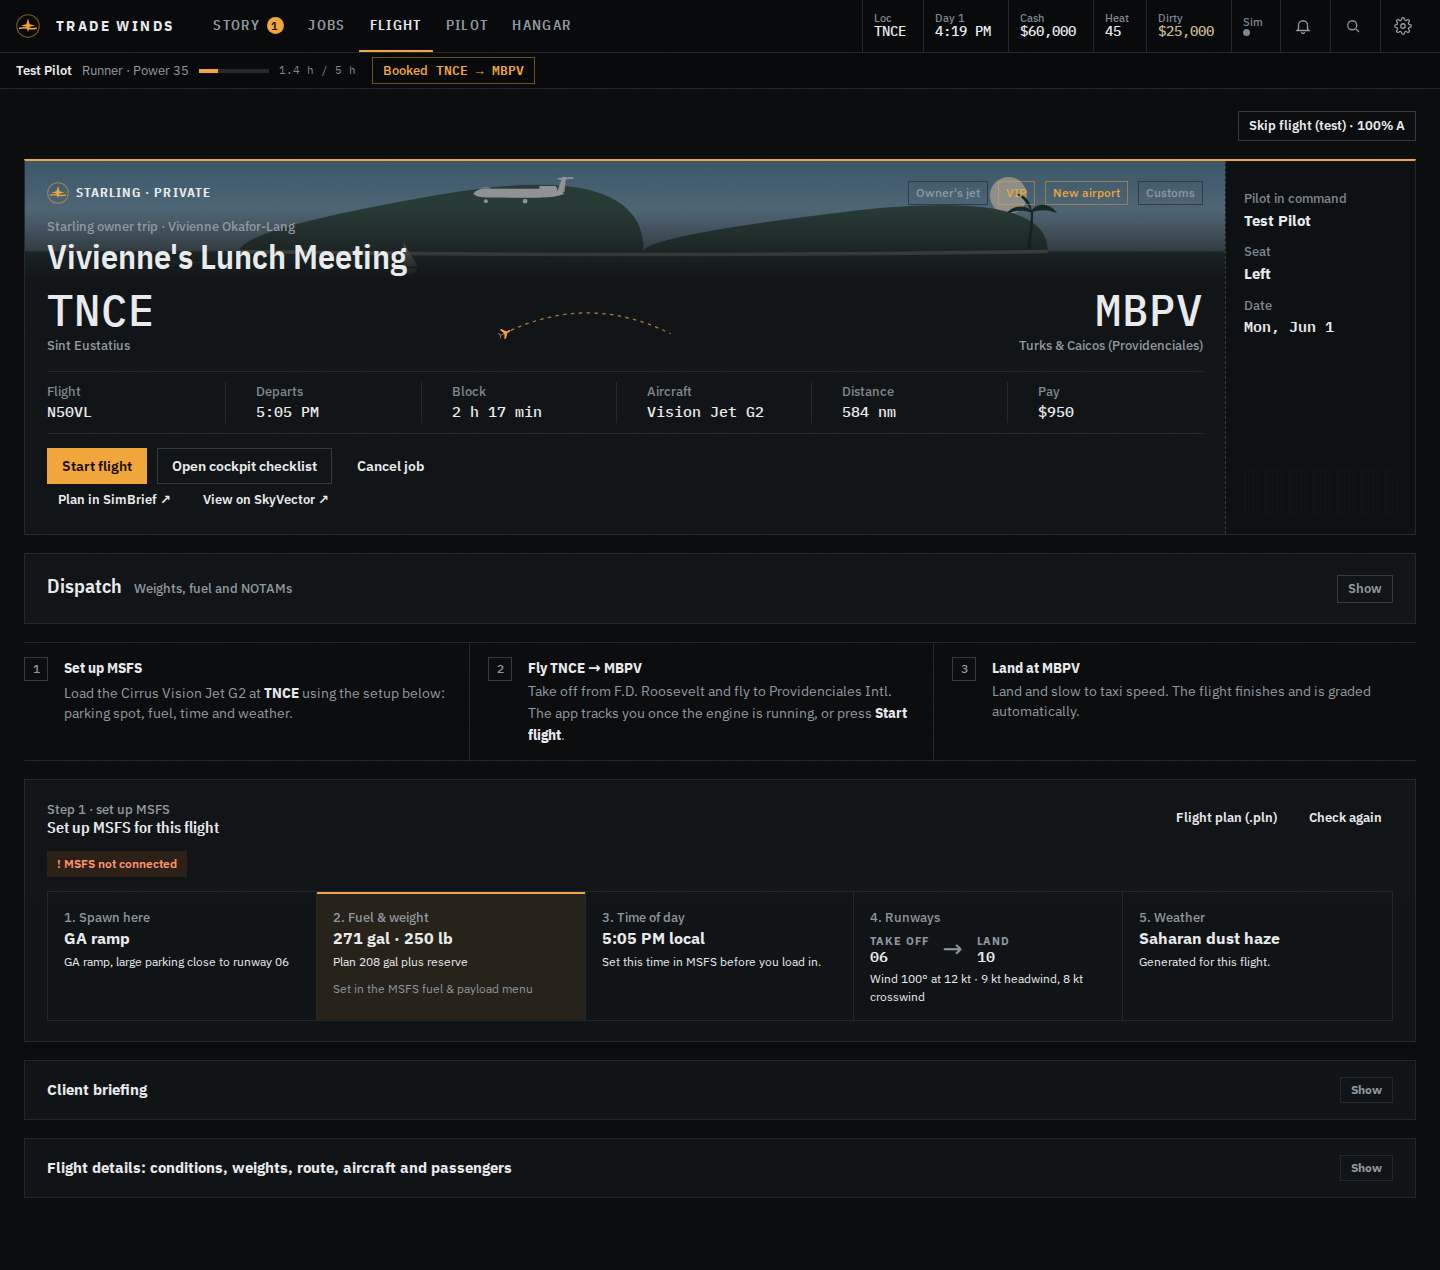 TRADE WINDS
STORY 1 JOBS FLIGHT PILOT HANGAR
Loc
TNCE
Day 1
4:19 PM
Cash
$60,000
Heat
45
Dirty
$25,000
Sim
Test Pilot Runner · Power 35 1.4 h / 5 h Booked TNCE → MBPV
Skip flight (test) · 100% A
STARLING · PRIVATE
Owner's jet VIP New airport Customs
Starling owner trip · Vivienne Okafor-Lang
Vivienne's Lunch Meeting
TNCE
Sint Eustatius
MBPV
Turks & Caicos (Providenciales)
Flight
N50VL
Departs
5:05 PM
Block
2 h 17 min
Aircraft
Vision Jet G2
Distance
584 nm
Pay
$950
Start flight Open cockpit checklist Cancel job
Plan in SimBrief ↗ View on SkyVector ↗
Pilot in command
Test Pilot
Seat
Left
Date
Mon, Jun 1
Dispatch Weights, fuel and NOTAMs Show
1 Set up MSFS
Load the Cirrus Vision Jet G2 at TNCE using the setup below:
parking spot, fuel, time and weather.
2 Fly TNCE → MBPV
Take off from F.D. Roosevelt and fly to Providenciales Intl.
The app tracks you once the engine is running, or press Start
flight.
3 Land at MBPV
Land and slow to taxi speed. The flight finishes and is graded
automatically.
Step 1 · set up MSFS
Set up MSFS for this flight
Flight plan (.pln) Check again
! MSFS not connected
1. Spawn here
GA ramp
GA ramp, large parking close to runway 06
2. Fuel & weight
271 gal · 250 lb
Plan 208 gal plus reserve
Set in the MSFS fuel & payload menu
3. Time of day
5:05 PM local
Set this time in MSFS before you load in.
4. Runways
TAKE OFF → LAND
06 10
Wind 100° at 12 kt · 9 kt headwind, 8 kt
crosswind
5. Weather
Saharan dust haze
Generated for this flight.
Client briefing Show
Flight details: conditions, weights, route, aircraft and passengers Show